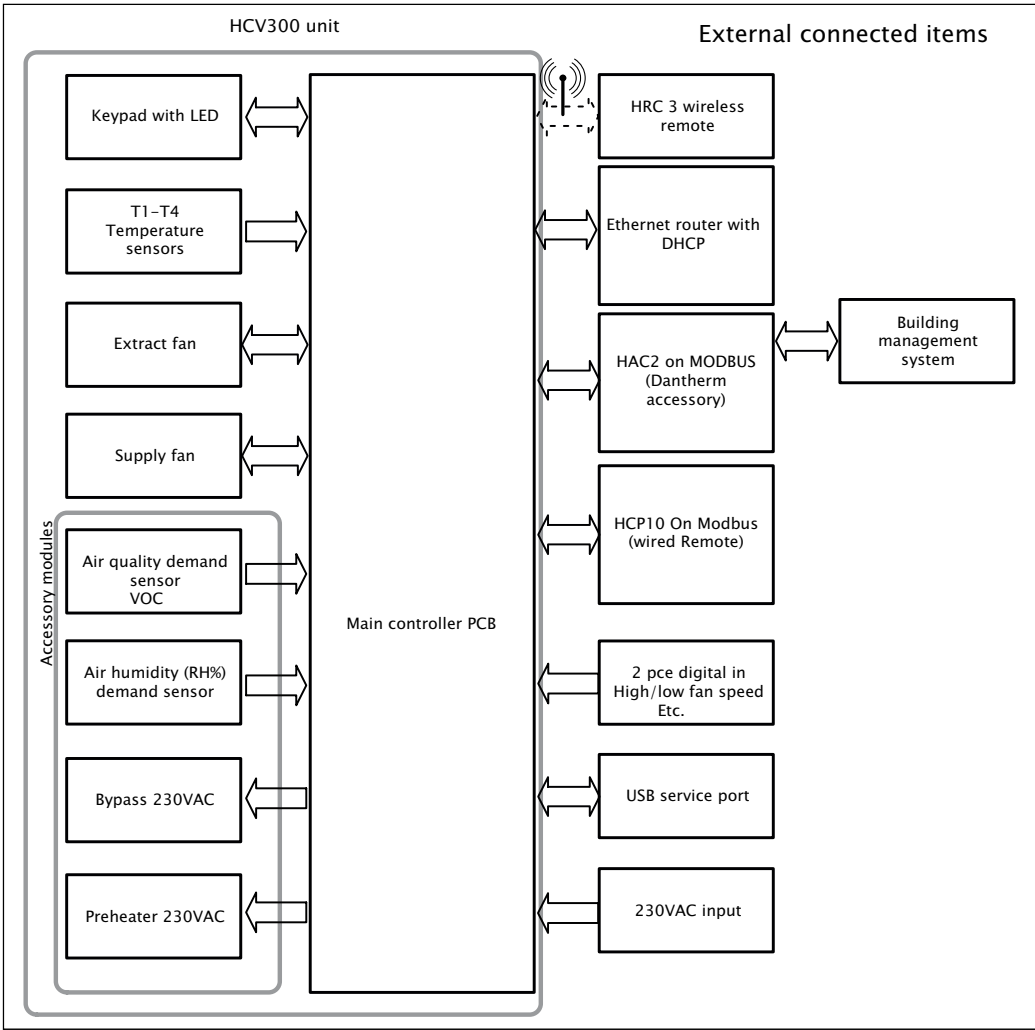 HCV300 unit
External connected items
Keypad with LED
T1-T4
Temperature
sensors
Extract fan
Supply fan
Accessory modules
Air quality demand
sensor
VOC
Air humidity (RH%)
demand sensor
Bypass 230VAC
Preheater 230VAC
Main controller PCB
HRC 3 wireless
remote
Ethernet router with
DHCP
HAC2 on MODBUS
(Dantherm
accessory)
Building
management
system
HCP10 On Modbus
(wired Remote)
2 pce digital in
High/low fan speed
Etc.
USB service port
230VAC input